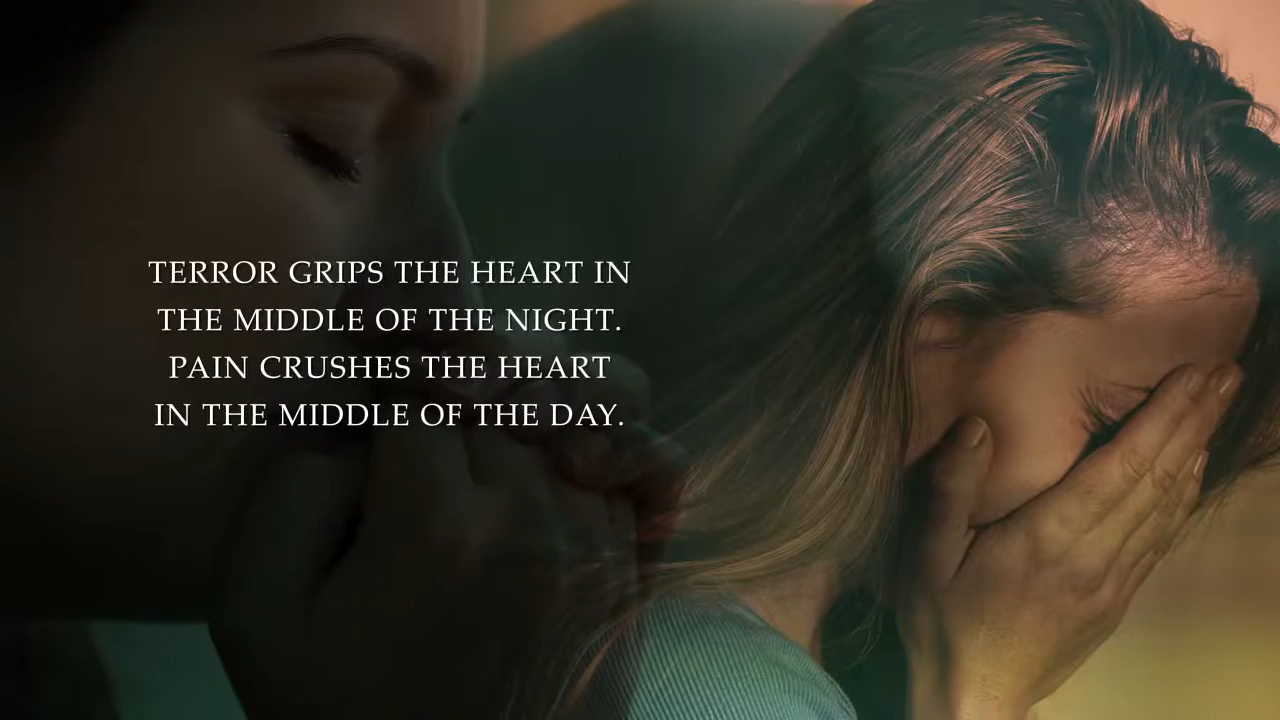 TERROR GRIPS THE HEART IN
THE MIDDLE OF THE NIGHT.
PAIN CRUSHES THE HEART
IN THE MIDDLE OF THE DAY.